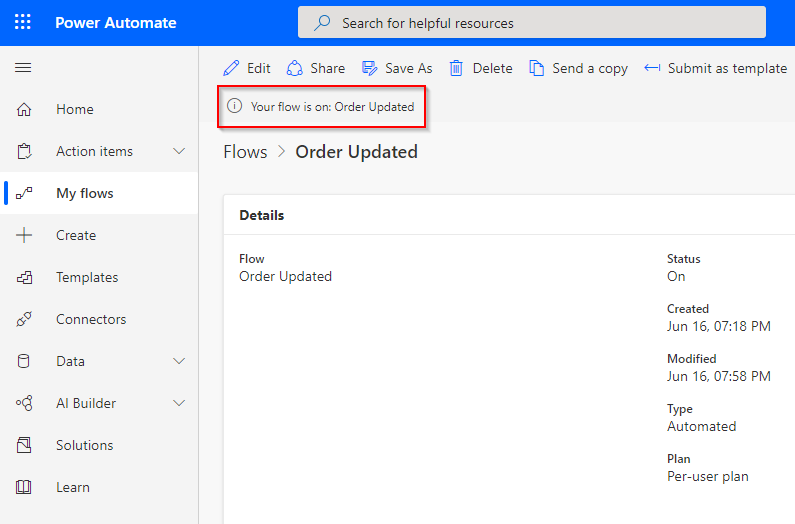 Power Automate
Search for helpful resources
Edit Share Save As Delete Send a copy Submit as template
Your flow is on: Order Updated
Home
Action items
My flows
Create
Templates
Connectors
Data
AI Builder
Solutions
Learn
Flows > Order Updated
Details
Flow
Order Updated
Status
On
Created
Jun 16, 07:18 PM
Modified
Jun 16, 07:58 PM
Type
Automated
Plan
Per-user plan